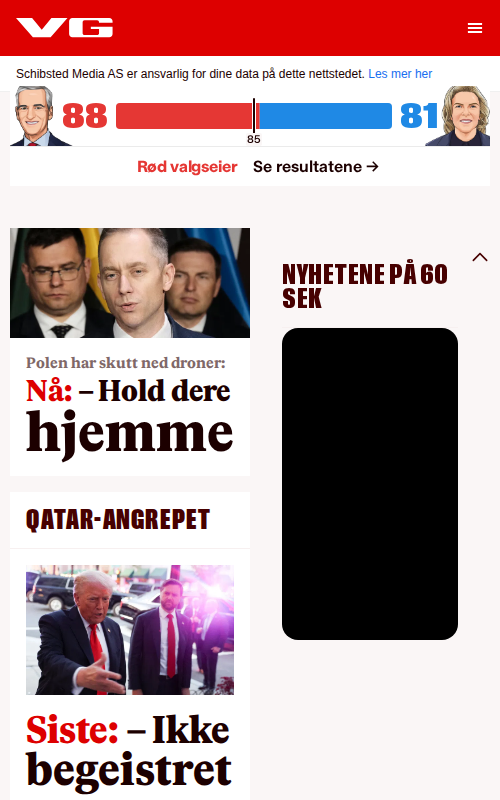 VG
Schibsted Media AS er ansvarlig for dine data på dette nettstedet. Les mer her
88
81
85
Rød valgseier Se resultatene →
Polen har skutt ned droner:
Nå: – Hold dere
hjemme
QATAR-ANGREPET
Siste: – Ikke
begeistret
NYHETENE PÅ 60
SEK